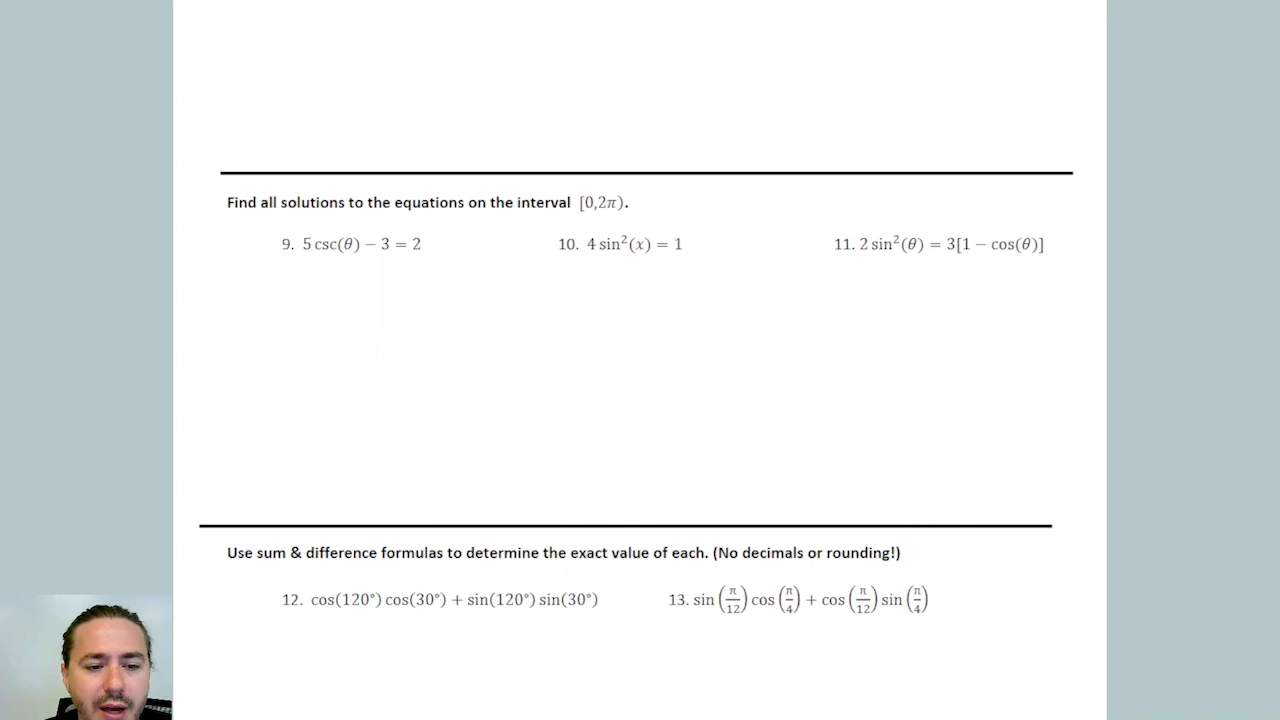 Find all solutions to the equations on the interval [0,2π).
9. 5 csc(θ) − 3 = 2
10. 4 sin²(x) = 1
11. 2 sin²(θ) = 3[1 − cos(θ)]
Use sum & difference formulas to determine the exact value of each. (No decimals or rounding!)
12. cos(120°) cos(30°) + sin(120°) sin(30°)
13. sin(π/12) cos(π/4) + cos(π/12) sin(π/4)